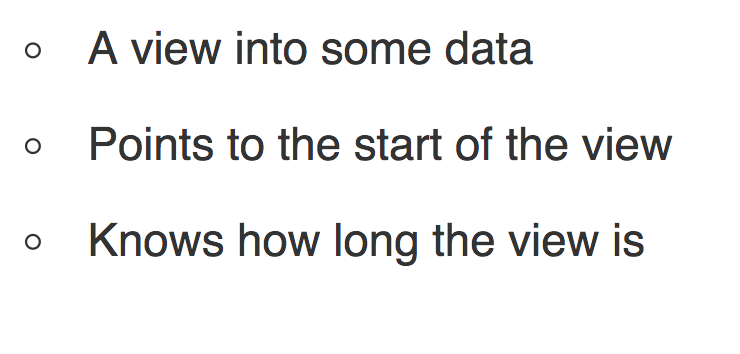 A view into some data
Points to the start of the view
Knows how long the view is